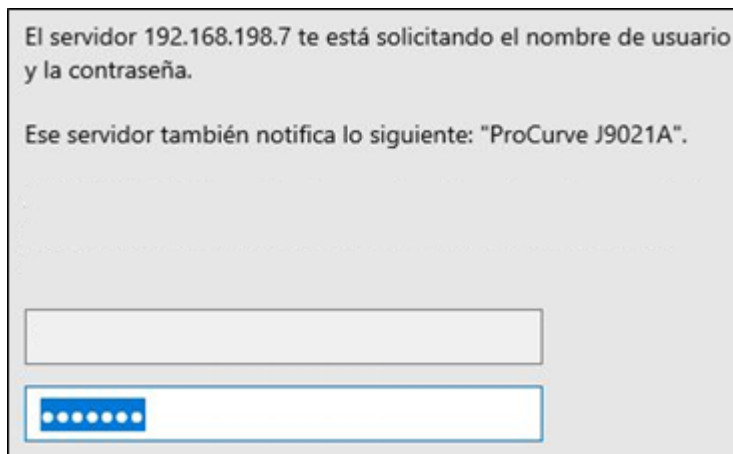 El servidor 192.168.198.7 te está solicitando el nombre de usuario
y la contraseña.
Ese servidor también notifica lo siguiente: "ProCurve J9021A".
•••••••